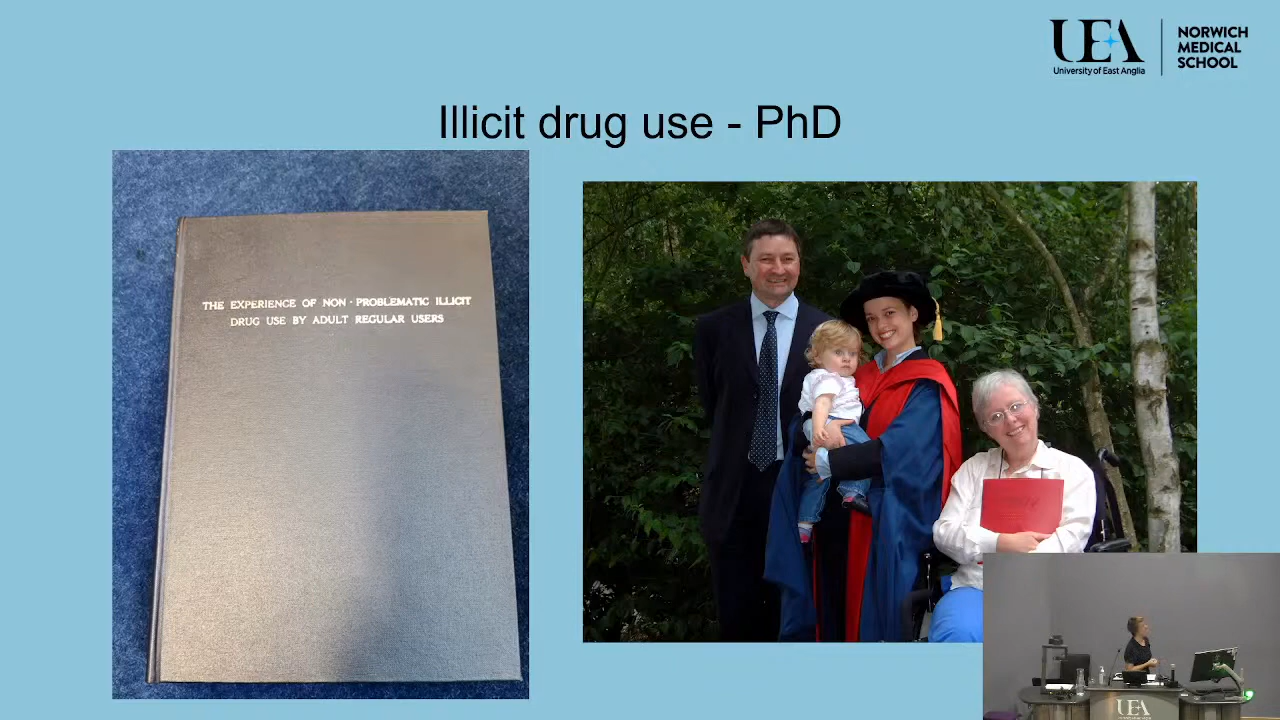 UEA
University of East Anglia
NORWICH
MEDICAL
SCHOOL
Illicit drug use - PhD
THE EXPERIENCE OF NON-PROBLEMATIC ILLICIT
DRUG USE BY ADULT REGULAR USERS
UEA